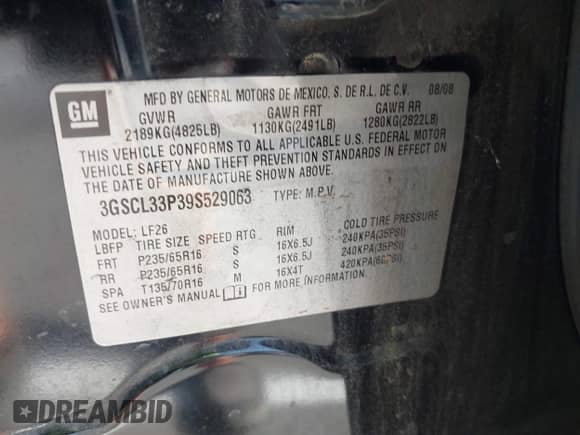 GM
MFD BY GENERAL MOTORS DE MEXICO, S. DE R.L. DE C.V. 08/08
GVWR GAWR FRT GAWR RR
2189KG(4825LB) 1130KG(2491LB) 1280KG(2822LB)
THIS VEHICLE CONFORMS TO ALL APPLICABLE U.S. FEDERAL MOTOR
VEHICLE SAFETY AND THEFT PREVENTION STANDARDS IN EFFECT ON
THE DATE OF MANUFACTURE SHOWN ABOVE.
3GSCL33P39S529063 TYPE: M.P.V.
MODEL: LF26
LBFP TIRE SIZE SPEED RTG RIM COLD TIRE PRESSURE
FRT P235/65R16 S 16X6.5J 240KPA(35PSI)
RR P235/65R16 S 16X6.5J 240KPA(35PSI)
SPA T135/70R16 M 16X4T 420KPA(60PSI)
SEE OWNER'S MANUAL FOR MORE INFORMATION.
DREAMBID